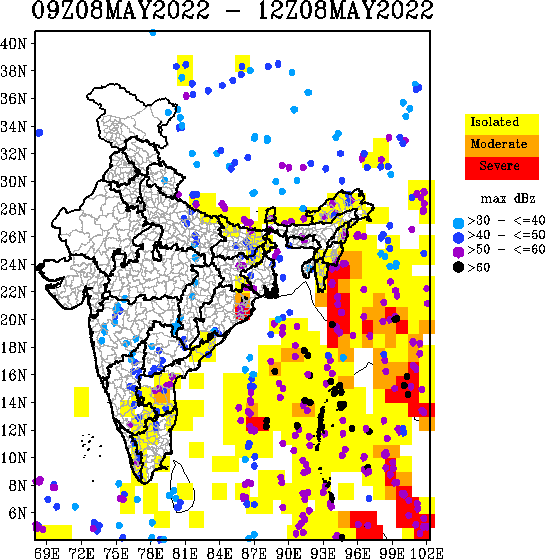 09Z08MAY2022 - 12Z08MAY2022
40N
38N
36N
34N
32N
30N
28N
26N
24N
22N
20N
18N
16N
14N
12N
10N
8N
6N
69E 72E 75E 78E 81E 84E 87E 90E 93E 96E 99E 102E
Isolated
Moderate
Severe
max dBz
>30 - <=40
>40 - <=50
>50 - <=60
>60